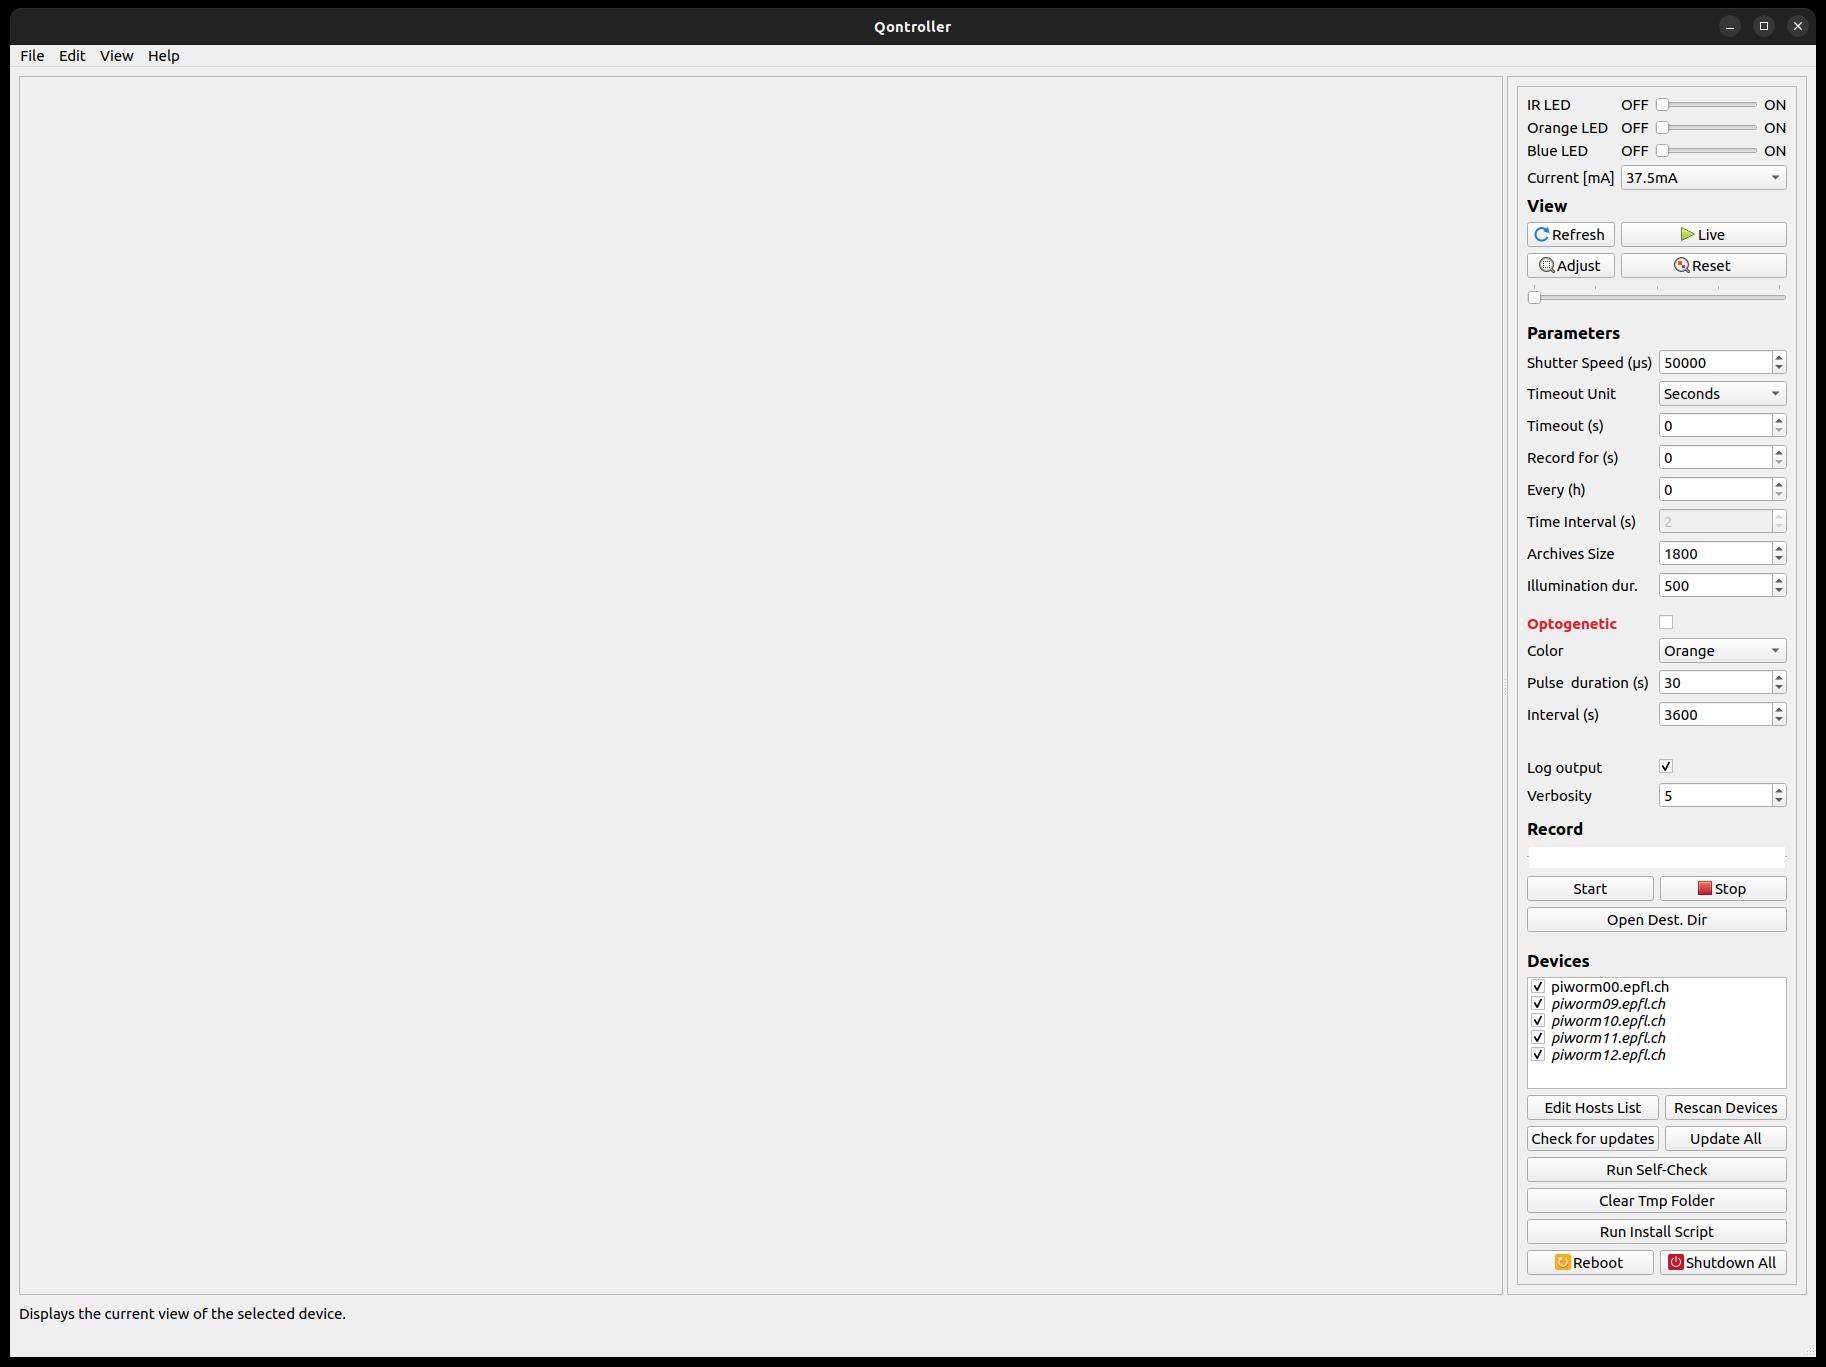 Qontroller
File Edit View Help
IR LED OFF ON
Orange LED OFF ON
Blue LED OFF ON
Current [mA] 37.5mA
View
Refresh Live
Adjust Reset
Parameters
Shutter Speed (µs) 50000
Timeout Unit Seconds
Timeout (s) 0
Record for (s) 0
Every (h) 0
Time Interval (s) 2
Archives Size 1800
Illumination dur. 500
Optogenetic
Color Orange
Pulse duration (s) 30
Interval (s) 3600
Log output
Verbosity 5
Record
Start Stop
Open Dest. Dir
Devices
piworm00.epfl.ch
piworm09.epfl.ch
piworm10.epfl.ch
piworm11.epfl.ch
piworm12.epfl.ch
Edit Hosts List Rescan Devices
Check for updates Update All
Run Self-Check
Clear Tmp Folder
Run Install Script
Reboot Shutdown All
Displays the current view of the selected device.